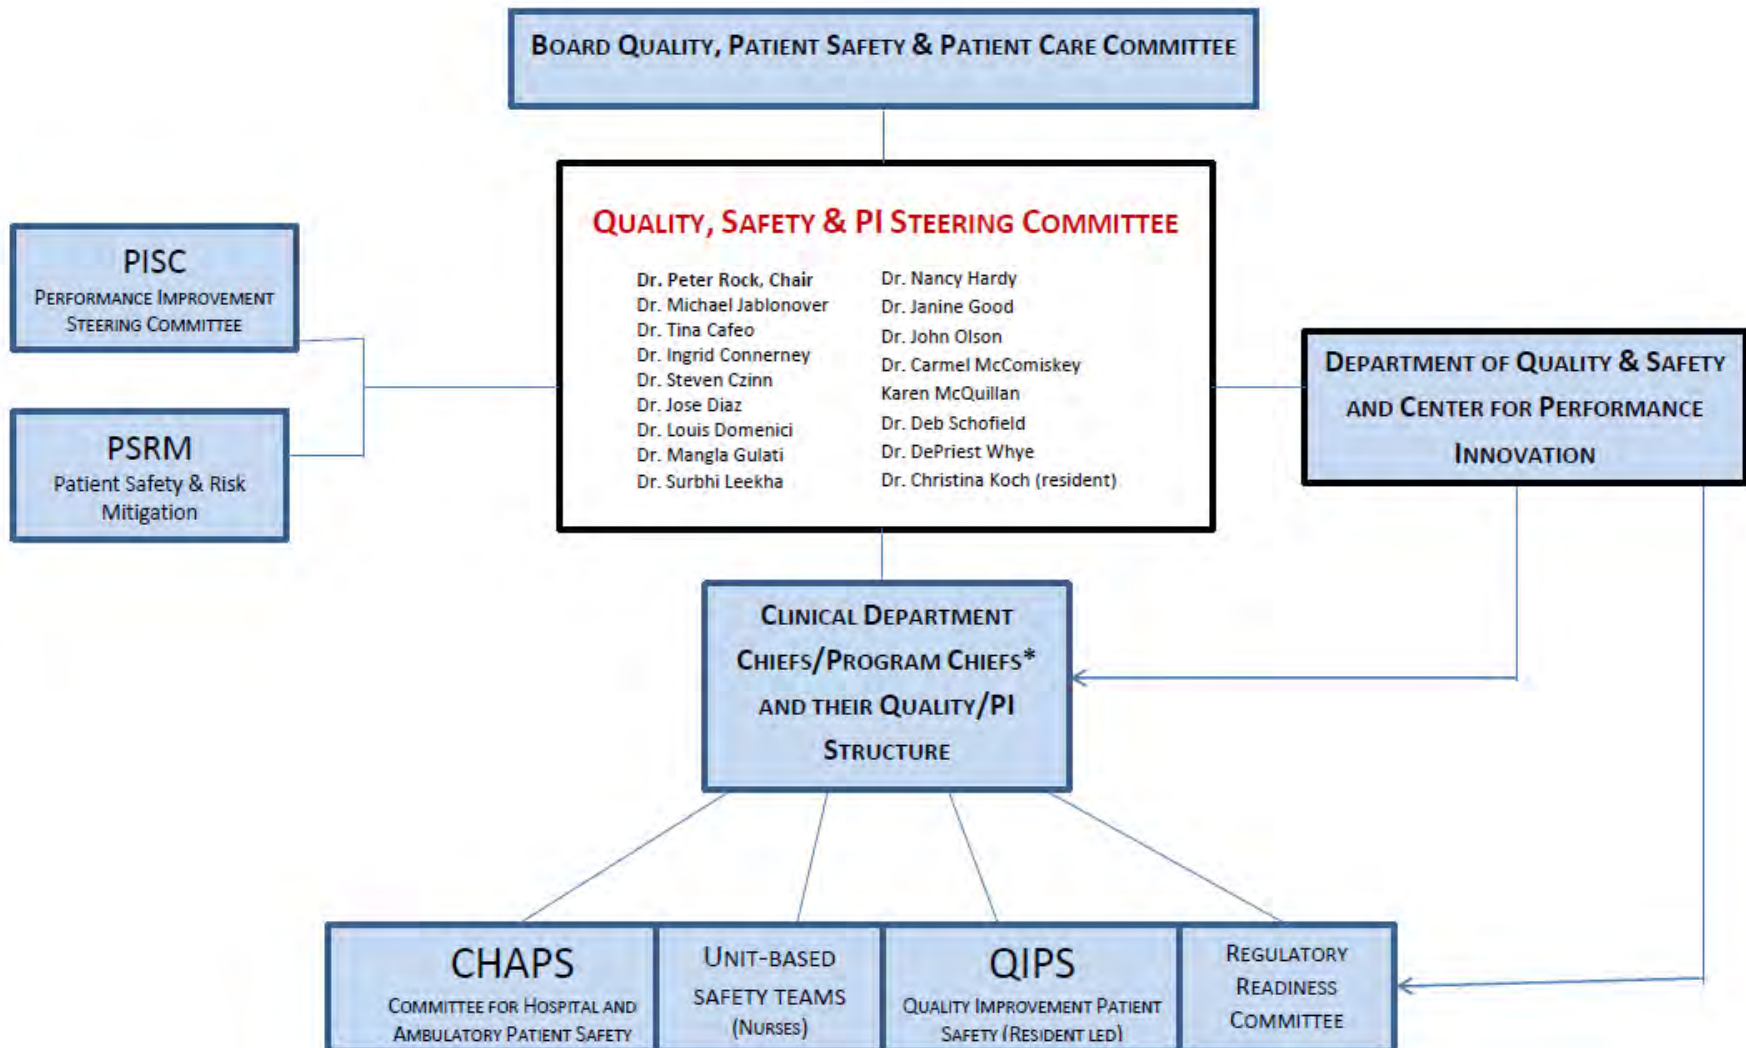 BOARD QUALITY, PATIENT SAFETY & PATIENT CARE COMMITTEE
QUALITY, SAFETY & PI STEERING COMMITTEE
Dr. Peter Rock, Chair
Dr. Michael Jablonover
Dr. Tina Cafeo
Dr. Ingrid Connerney
Dr. Steven Czinn
Dr. Jose Diaz
Dr. Louis Domenici
Dr. Mangla Gulati
Dr. Surbhi Leekha
Dr. Nancy Hardy
Dr. Janine Good
Dr. John Olson
Dr. Carmel McComiskey
Karen McQuillan
Dr. Deb Schofield
Dr. DePriest Whye
Dr. Christina Koch (resident)
PISC
PERFORMANCE IMPROVEMENT
STEERING COMMITTEE
PSRM
Patient Safety & Risk
Mitigation
DEPARTMENT OF QUALITY & SAFETY
AND CENTER FOR PERFORMANCE
INNOVATION
CLINICAL DEPARTMENT
CHIEFS/PROGRAM CHIEFS*
AND THEIR QUALITY/PI
STRUCTURE
CHAPS
COMMITTEE FOR HOSPITAL AND
AMBULATORY PATIENT SAFETY
UNIT-BASED
SAFETY TEAMS
(NURSES)
QIPS
QUALITY IMPROVEMENT PATIENT
SAFETY (RESIDENT LED)
REGULATORY
READINESS
COMMITTEE